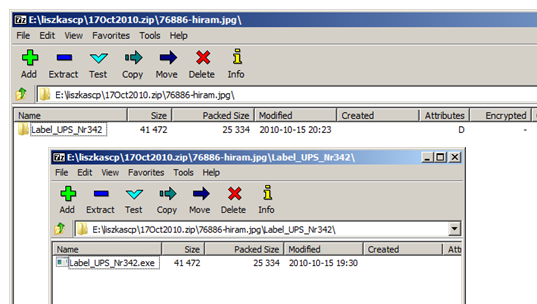 E:\liszkascp\17Oct2010.zip\76886-hiram.jpg\
File Edit View Favorites Tools Help
Add Extract Test Copy Move Delete Info
E:\liszkascp\17Oct2010.zip\76886-hiram.jpg\
Name Size Packed Size Modified Created Attributes Encrypted
Label_UPS_Nr342 41 472 25 334 2010-10-15 20:23 D -
E:\liszkascp\17Oct2010.zip\76886-hiram.jpg\Label_UPS_Nr342\
File Edit View Favorites Tools Help
Add Extract Test Copy Move Delete Info
E:\liszkascp\17Oct2010.zip\76886-hiram.jpg\Label_UPS_Nr342\
Name Size Packed Size Modified Created Att
Label_UPS_Nr342.exe 41 472 25 334 2010-10-15 19:30